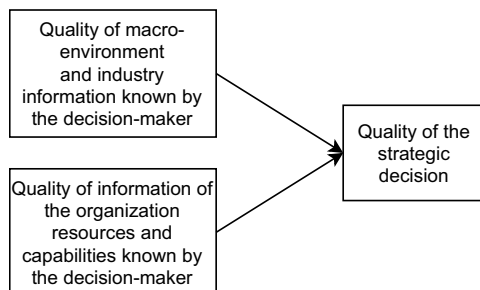 Quality of macro-
environment
and industry
information known by
the decision-maker
Quality of the
strategic
decision
Quality of information of
the organization
resources and
capabilities known by
the decision-maker